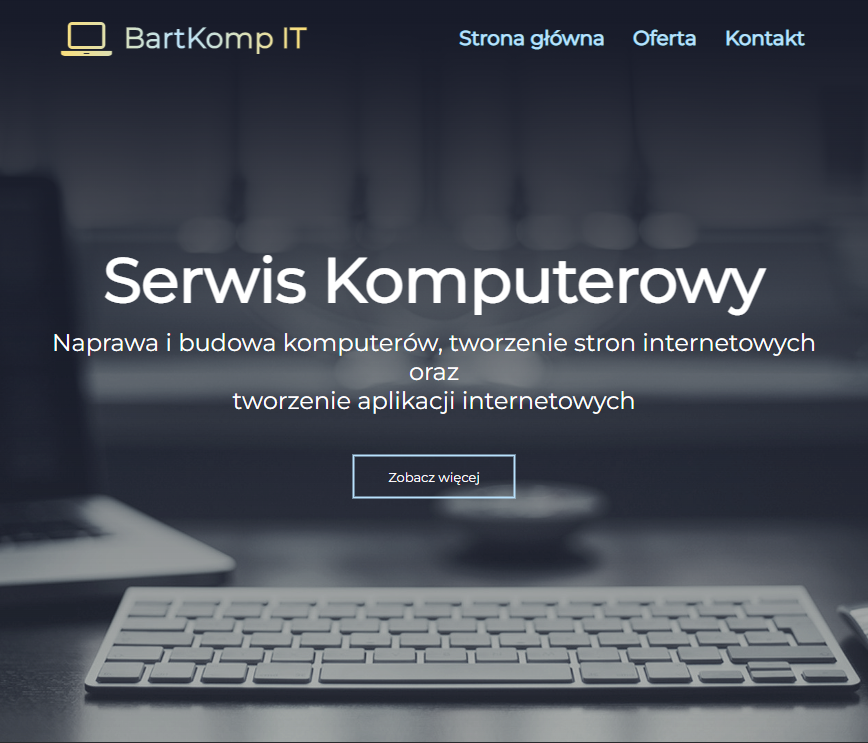 BartKomp IT
Strona główna Oferta Kontakt
Serwis Komputerowy
Naprawa i budowa komputerów, tworzenie stron internetowych
oraz
tworzenie aplikacji internetowych
Zobacz więcej